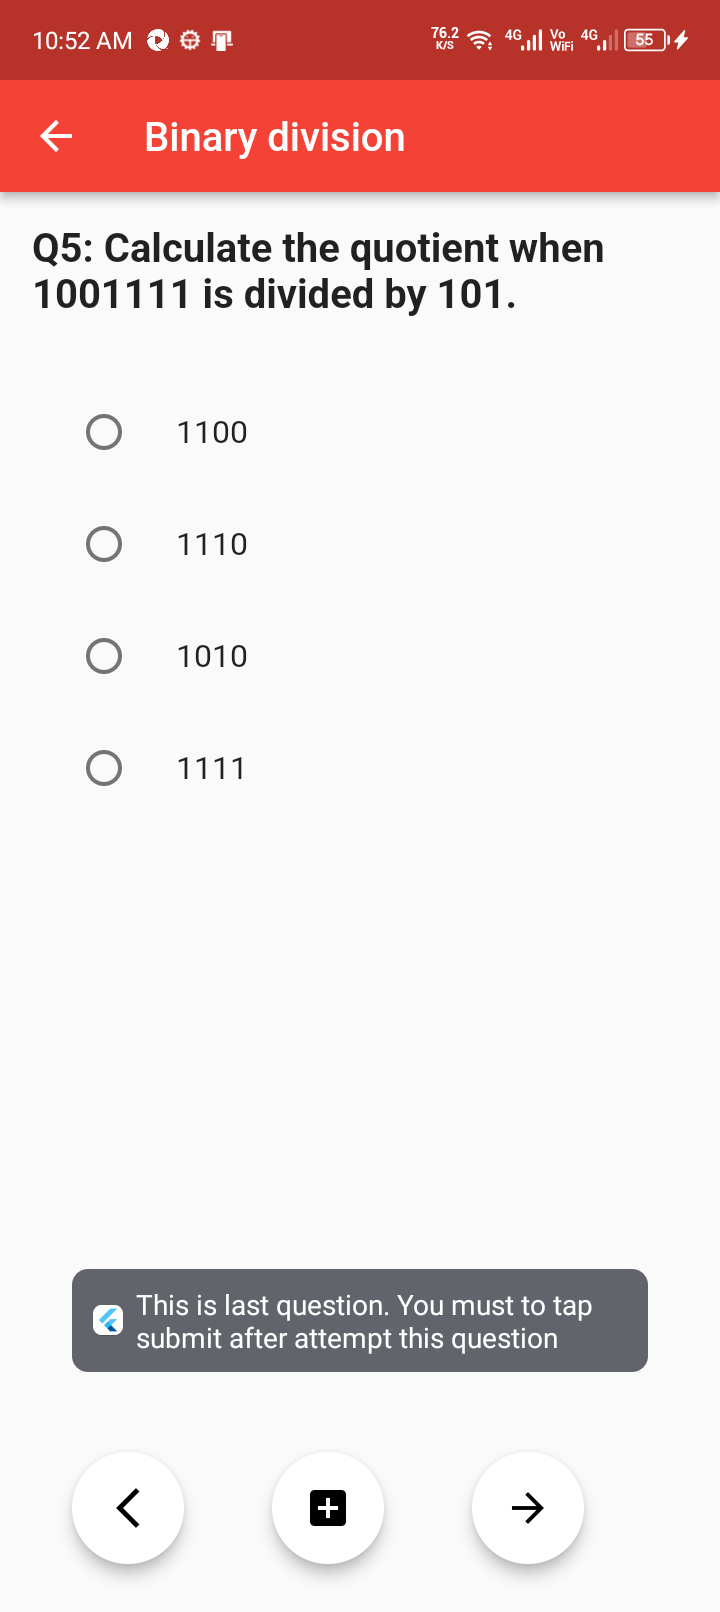 10:52 AM 76.2 K/S 4G Vo WiFi 4G 55
Binary division
Q5: Calculate the quotient when
1001111 is divided by 101.
1100
1110
1010
1111
This is last question. You must to tap
submit after attempt this question